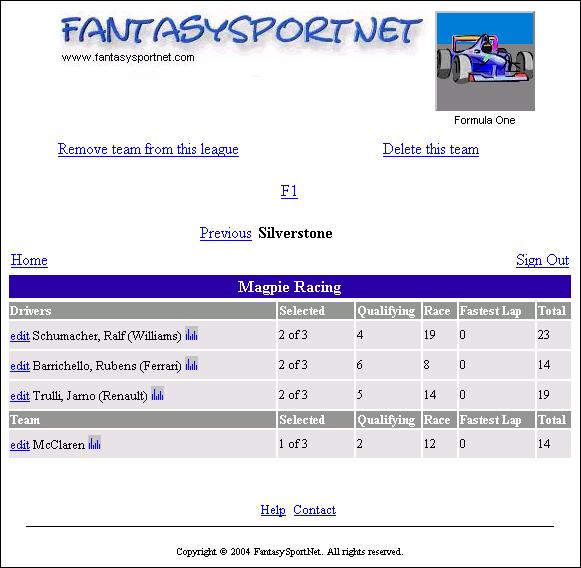 FANTASYSPORTNET
www.fantasysportnet.com
Formula One
Remove team from this league Delete this team
F1
Previous Silverstone
Home Sign Out
Magpie Racing
Drivers Selected Qualifying Race Fastest Lap Total
edit Schumacher, Ralf (Williams) 2 of 3 4 19 0 23
edit Barrichello, Rubens (Ferrari) 2 of 3 6 8 0 14
edit Trulli, Jarno (Renault) 2 of 3 5 14 0 19
Team Selected Qualifying Race Fastest Lap Total
edit McClaren 1 of 3 2 12 0 14
Help Contact
Copyright © 2004 FantasySportNet. All rights reserved.